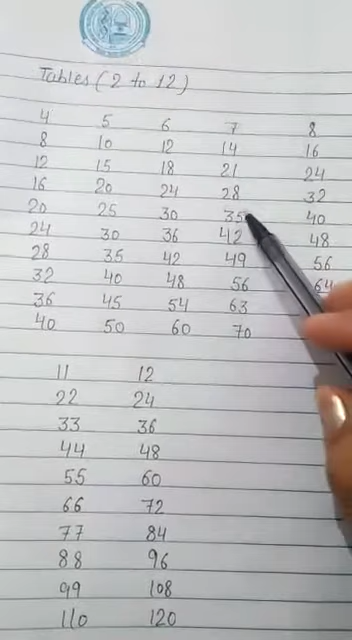 Tables (2 to 12)
4 5 6 7 8
8 10 12 14 16
12 15 18 21 24
16 20 24 28 32
20 25 30 35 40
24 30 36 42 48
28 35 42 49 56
32 40 48 56 64
36 45 54 63
40 50 60 70
11 12
22 24
33 36
44 48
55 60
66 72
77 84
88 96
99 108
110 120